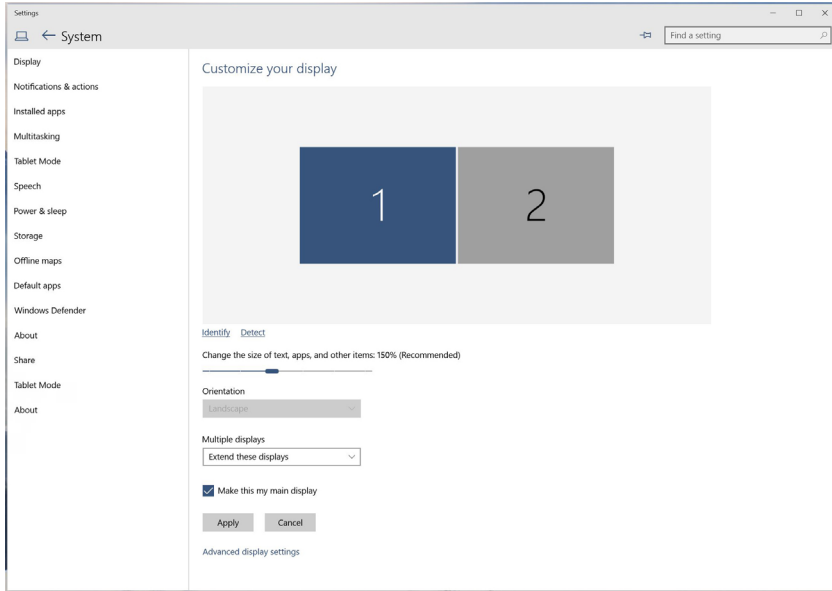 Settings
System
Find a setting
Display
Notifications & actions
Installed apps
Multitasking
Tablet Mode
Speech
Power & sleep
Storage
Offline maps
Default apps
Windows Defender
About
Share
Tablet Mode
About
Customize your display
1 2
Identify Detect
Change the size of text, apps, and other items: 150% (Recommended)
Orientation
Landscape
Multiple displays
Extend these displays
Make this my main display
Apply Cancel
Advanced display settings